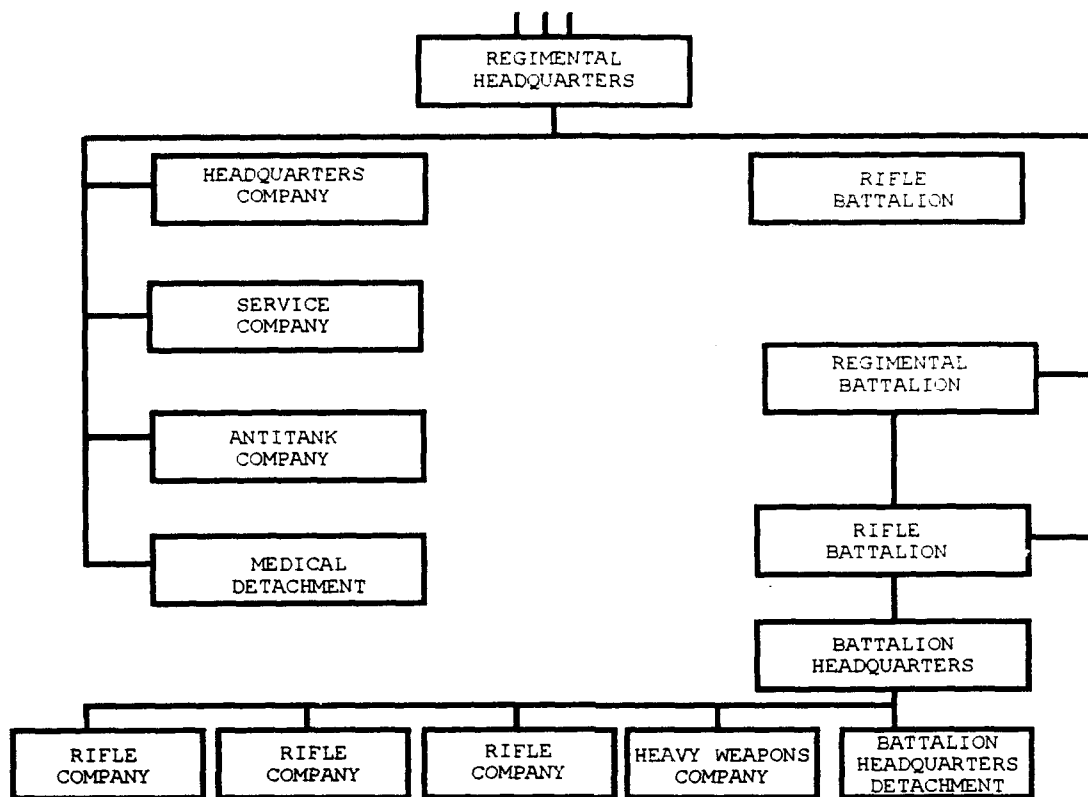 REGIMENTAL
HEADQUARTERS
HEADQUARTERS
COMPANY
RIFLE
BATTALION
SERVICE
COMPANY
REGIMENTAL
BATTALION
ANTITANK
COMPANY
RIFLE
BATTALION
MEDICAL
DETACHMENT
BATTALION
HEADQUARTERS
RIFLE
COMPANY
RIFLE
COMPANY
RIFLE
COMPANY
HEAVY WEAPONS
COMPANY
BATTALION
HEADQUARTERS
DETACHMENT